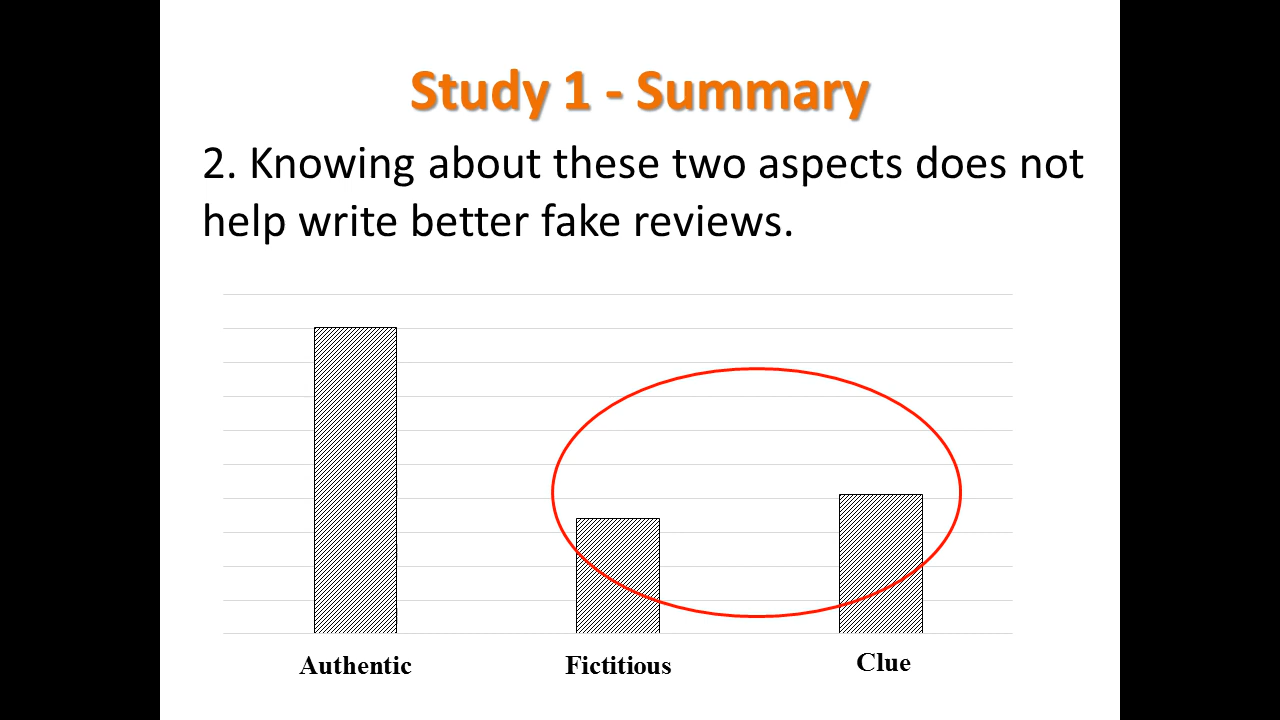 Study 1 - Summary
2. Knowing about these two aspects does not
help write better fake reviews.
Authentic
Fictitious
Clue